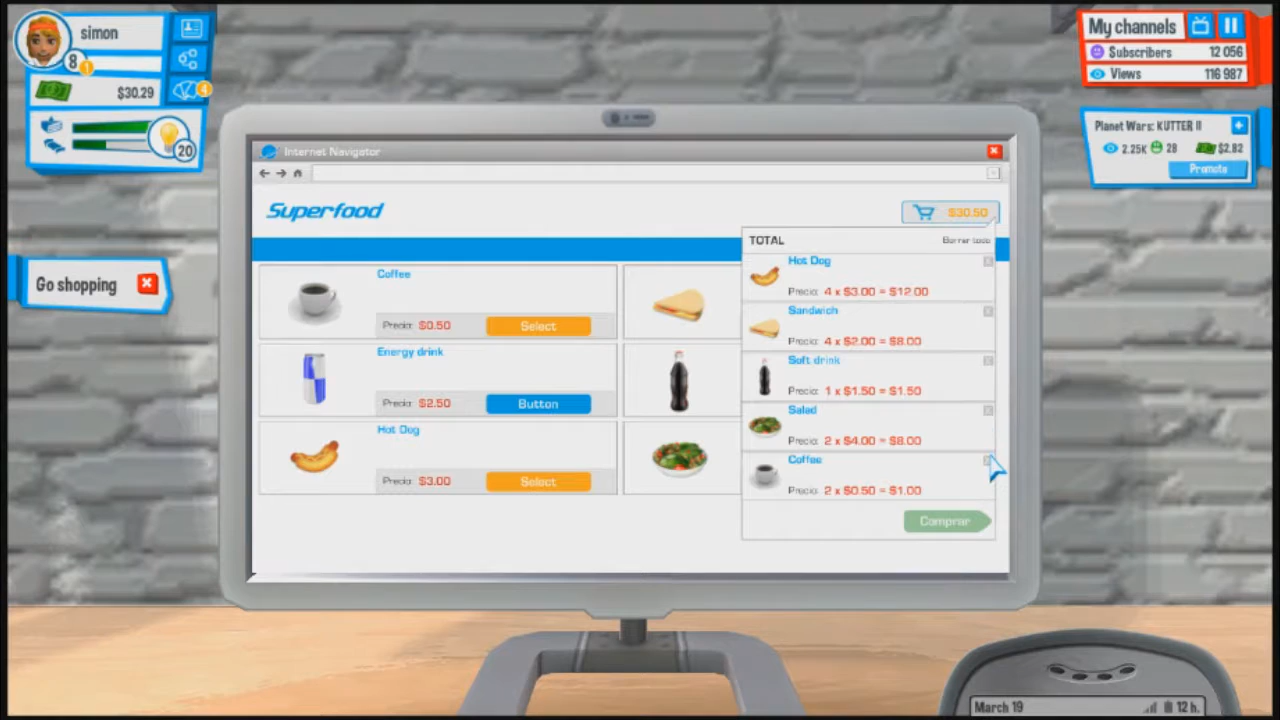 simon
8
1
$30.29
4
20
My channels
Subscribers 12 056
Views 116 987
Planet Wars: KUTTER II
2.25K 28 $2.82
Promote
Go shopping
Internet Navigator
Superfood
$30.50
TOTAL Borrar todo
Coffee
Precio: $0.50 Select
Energy drink
Precio: $2.50 Button
Hot Dog
Precio: $3.00 Select
Hot Dog
Precio: 4 x $3.00 = $12.00
Sandwich
Precio: 4 x $2.00 = $8.00
Soft drink
Precio: 1 x $1.50 = $1.50
Salad
Precio: 2 x $4.00 = $8.00
Coffee
Precio: 2 x $0.50 = $1.00
Comprar
March 19 12 h.